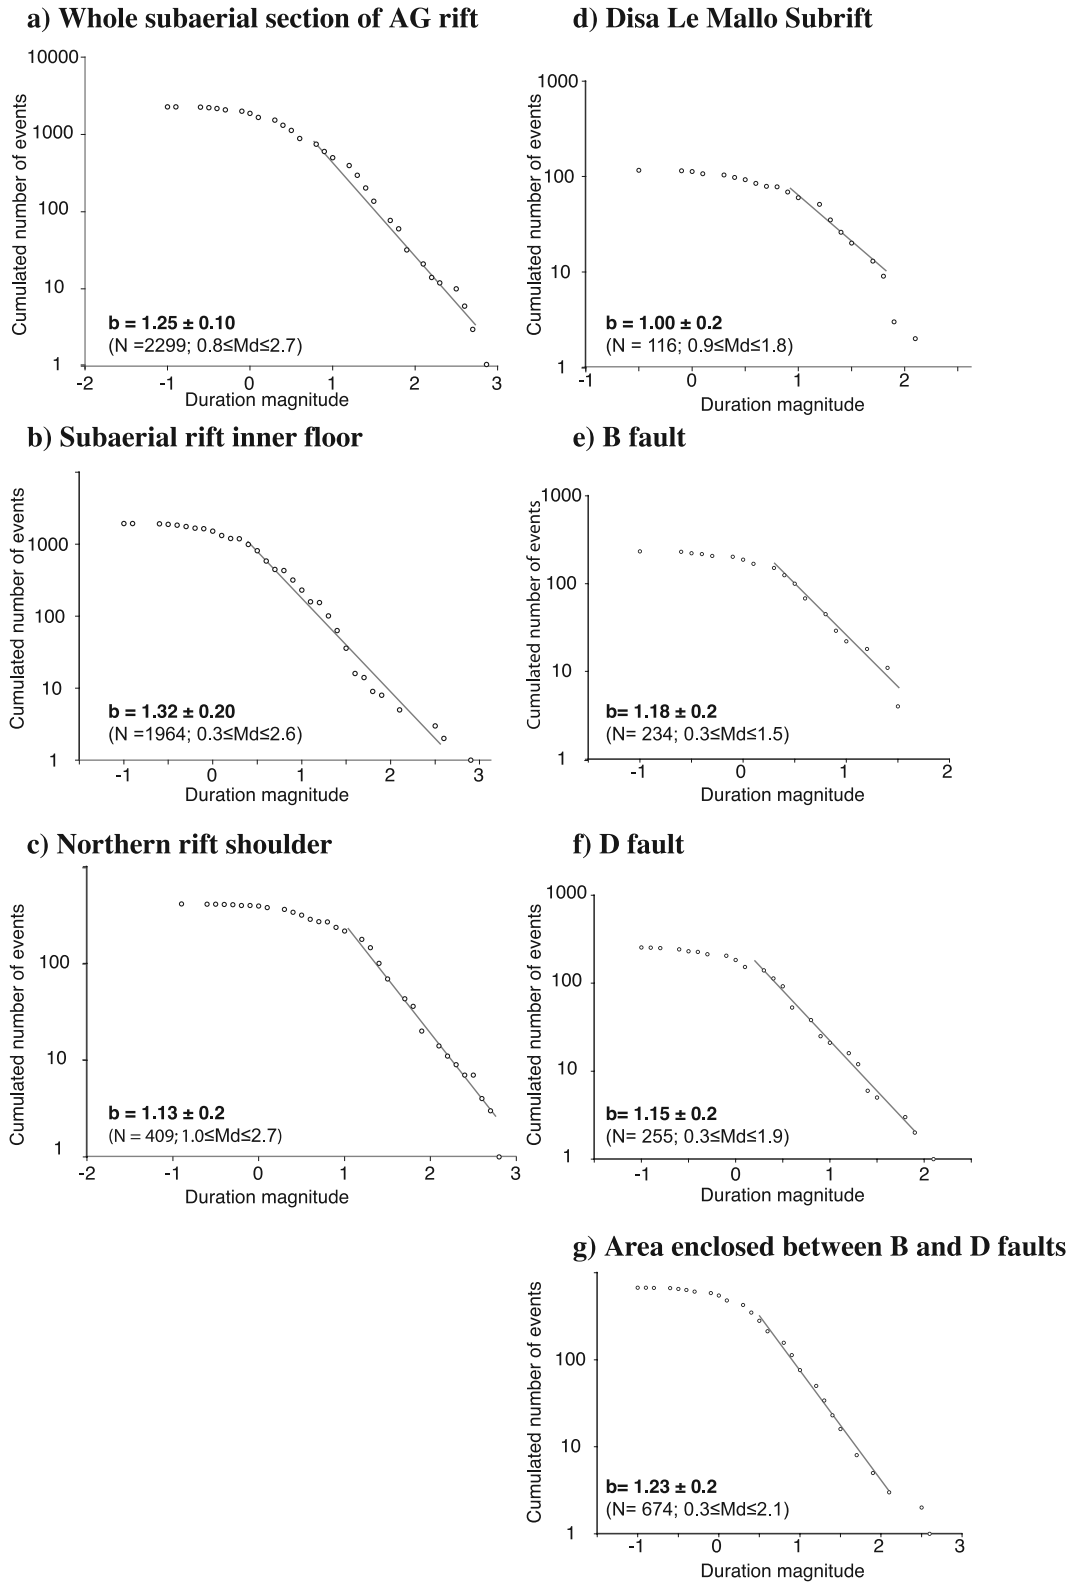 a) Whole subaerial section of AG rift
10000
1000
100
10
1
-2
-1
0
1
2
3
Cumulated number of events
b = 1.25 ± 0.10
(N =2299; 0.8≤Md≤2.7)
Duration magnitude
b) Subaerial rift inner floor
1000
100
10
1
-1
0
1
2
3
Cumulated number of events
b = 1.32 ± 0.20
(N =1964; 0.3≤Md≤2.6)
Duration magnitude
c) Northern rift shoulder
100
10
1
-2
-1
0
1
2
3
Cumulated number of events
b = 1.13 ± 0.2
(N = 409; 1.0≤Md≤2.7)
Duration magnitude
d) Disa Le Mallo Subrift
1000
100
10
1
-1
0
1
2
Cumulated number of events
b = 1.00 ± 0.2
(N = 116; 0.9≤Md≤1.8)
Duration magnitude
e) B fault
1000
100
10
1
-1
0
1
2
Cumulated number of events
b= 1.18 ± 0.2
(N= 234; 0.3≤Md≤1.5)
Duration magnitude
f) D fault
1000
100
10
1
-1
0
1
2
Cumulated number of events
b= 1.15 ± 0.2
(N= 255; 0.3≤Md≤1.9)
Duration magnitude
g) Area enclosed between B and D faults
100
10
1
-1
0
1
2
3
Cumulated number of events
b= 1.23 ± 0.2
(N= 674; 0.3≤Md≤2.1)
Duration magnitude